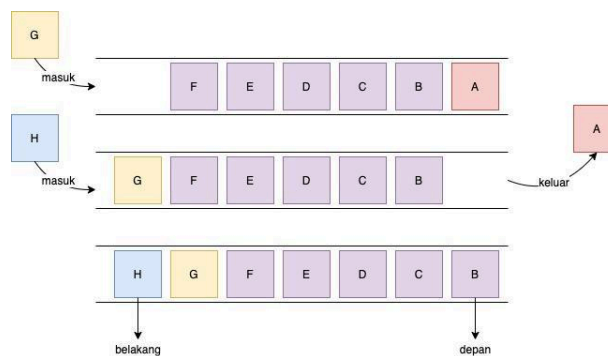 G
masuk
F E D C B A
H
A
masuk
G F E D C B
keluar
H G F E D C B
belakang depan